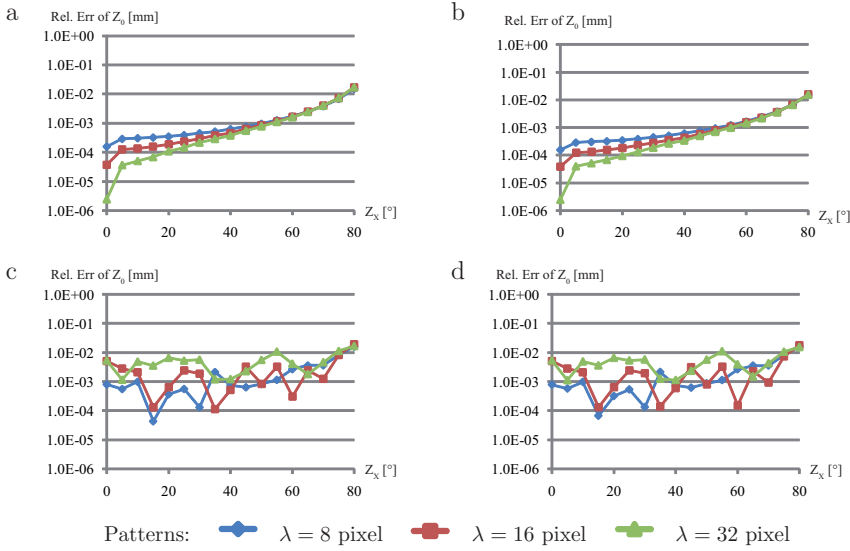 a
Rel. Err of Z₀ [mm]
1.0E+00
1.0E-01
1.0E-02
1.0E-03
1.0E-04
1.0E-05
1.0E-06
0 20 40 60 80
Zₓ [°]
b
Rel. Err of Z₀ [mm]
1.0E+00
1.0E-01
1.0E-02
1.0E-03
1.0E-04
1.0E-05
1.0E-06
0 20 40 60 80
Zₓ [°]
c
Rel. Err of Z₀ [mm]
1.0E+00
1.0E-01
1.0E-02
1.0E-03
1.0E-04
1.0E-05
1.0E-06
0 20 40 60 80
Zₓ [°]
d
Rel. Err of Z₀ [mm]
1.0E+00
1.0E-01
1.0E-02
1.0E-03
1.0E-04
1.0E-05
1.0E-06
0 20 40 60 80
Zₓ [°]
Patterns: λ = 8 pixel λ = 16 pixel λ = 32 pixel